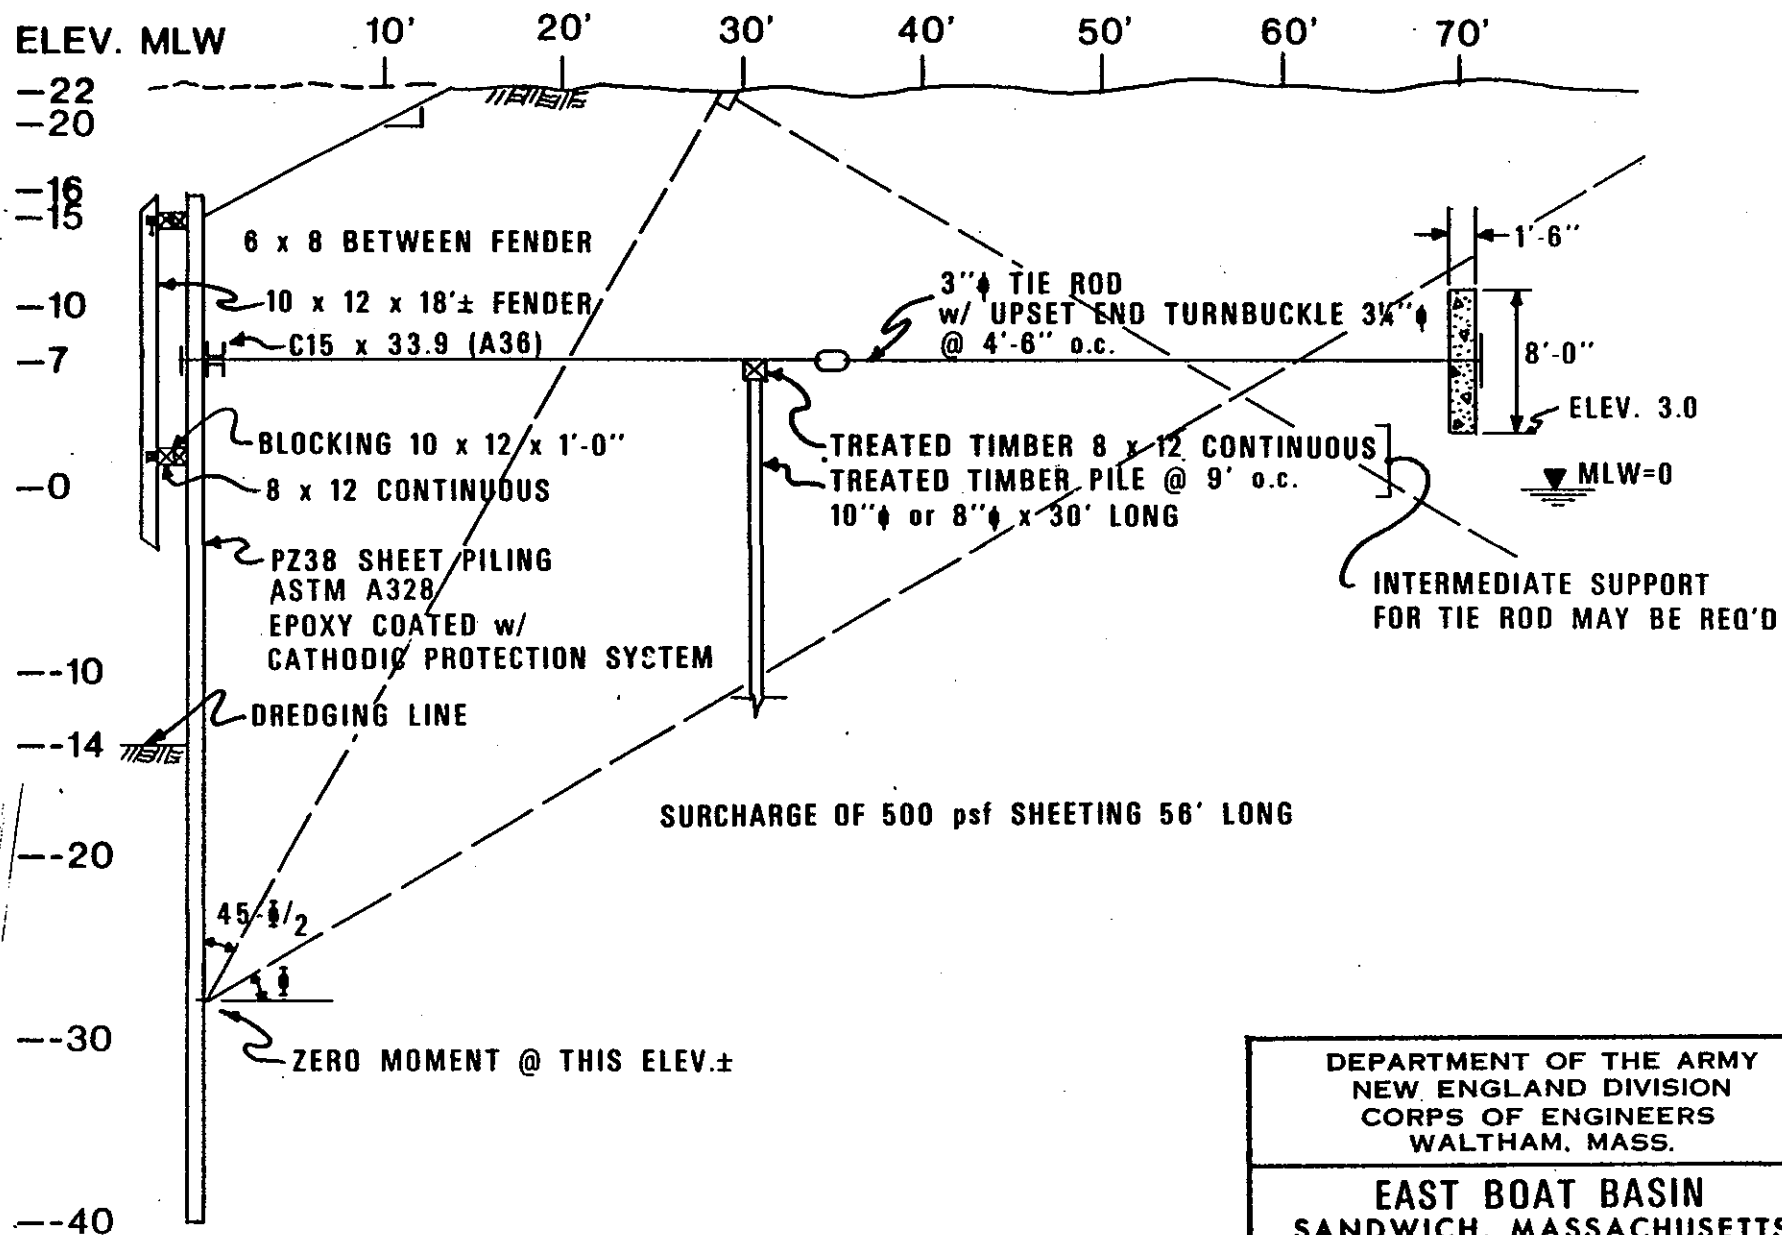 ELEV. MLW 10' 20' 30' 40' 50' 60' 70'
—22
—20
—16
—15
1'-6"
6 x 8 BETWEEN FENDER
3"ϕ TIE ROD
—10
10 x 12 x 18'± FENDER
w/ UPSET END TURNBUCKLE 3¼"ϕ
C15 x 33.9 (A36)
@ 4'-6" o.c.
—7
8'-0"
ELEV. 3.0
BLOCKING 10 x 12 x 1'-0"
TREATED TIMBER 8 x 12 CONTINUOUS
—0
8 x 12 CONTINUOUS
TREATED TIMBER PILE @ 9' o.c.
MLW=0
10"ϕ or 8"ϕ x 30' LONG
PZ38 SHEET PILING
ASTM A328
EPOXY COATED w/
CATHODIC PROTECTION SYSTEM
INTERMEDIATE SUPPORT
FOR TIE ROD MAY BE REQ'D
—-10
DREDGING LINE
—-14
SURCHARGE OF 500 psf SHEETING 56' LONG
—-20
45-ϕ/2
ϕ
—-30
ZERO MOMENT @ THIS ELEV.±
—-40
DEPARTMENT OF THE ARMY
NEW ENGLAND DIVISION
CORPS OF ENGINEERS
WALTHAM, MASS.
EAST BOAT BASIN
SANDWICH, MASSACHUSETTS